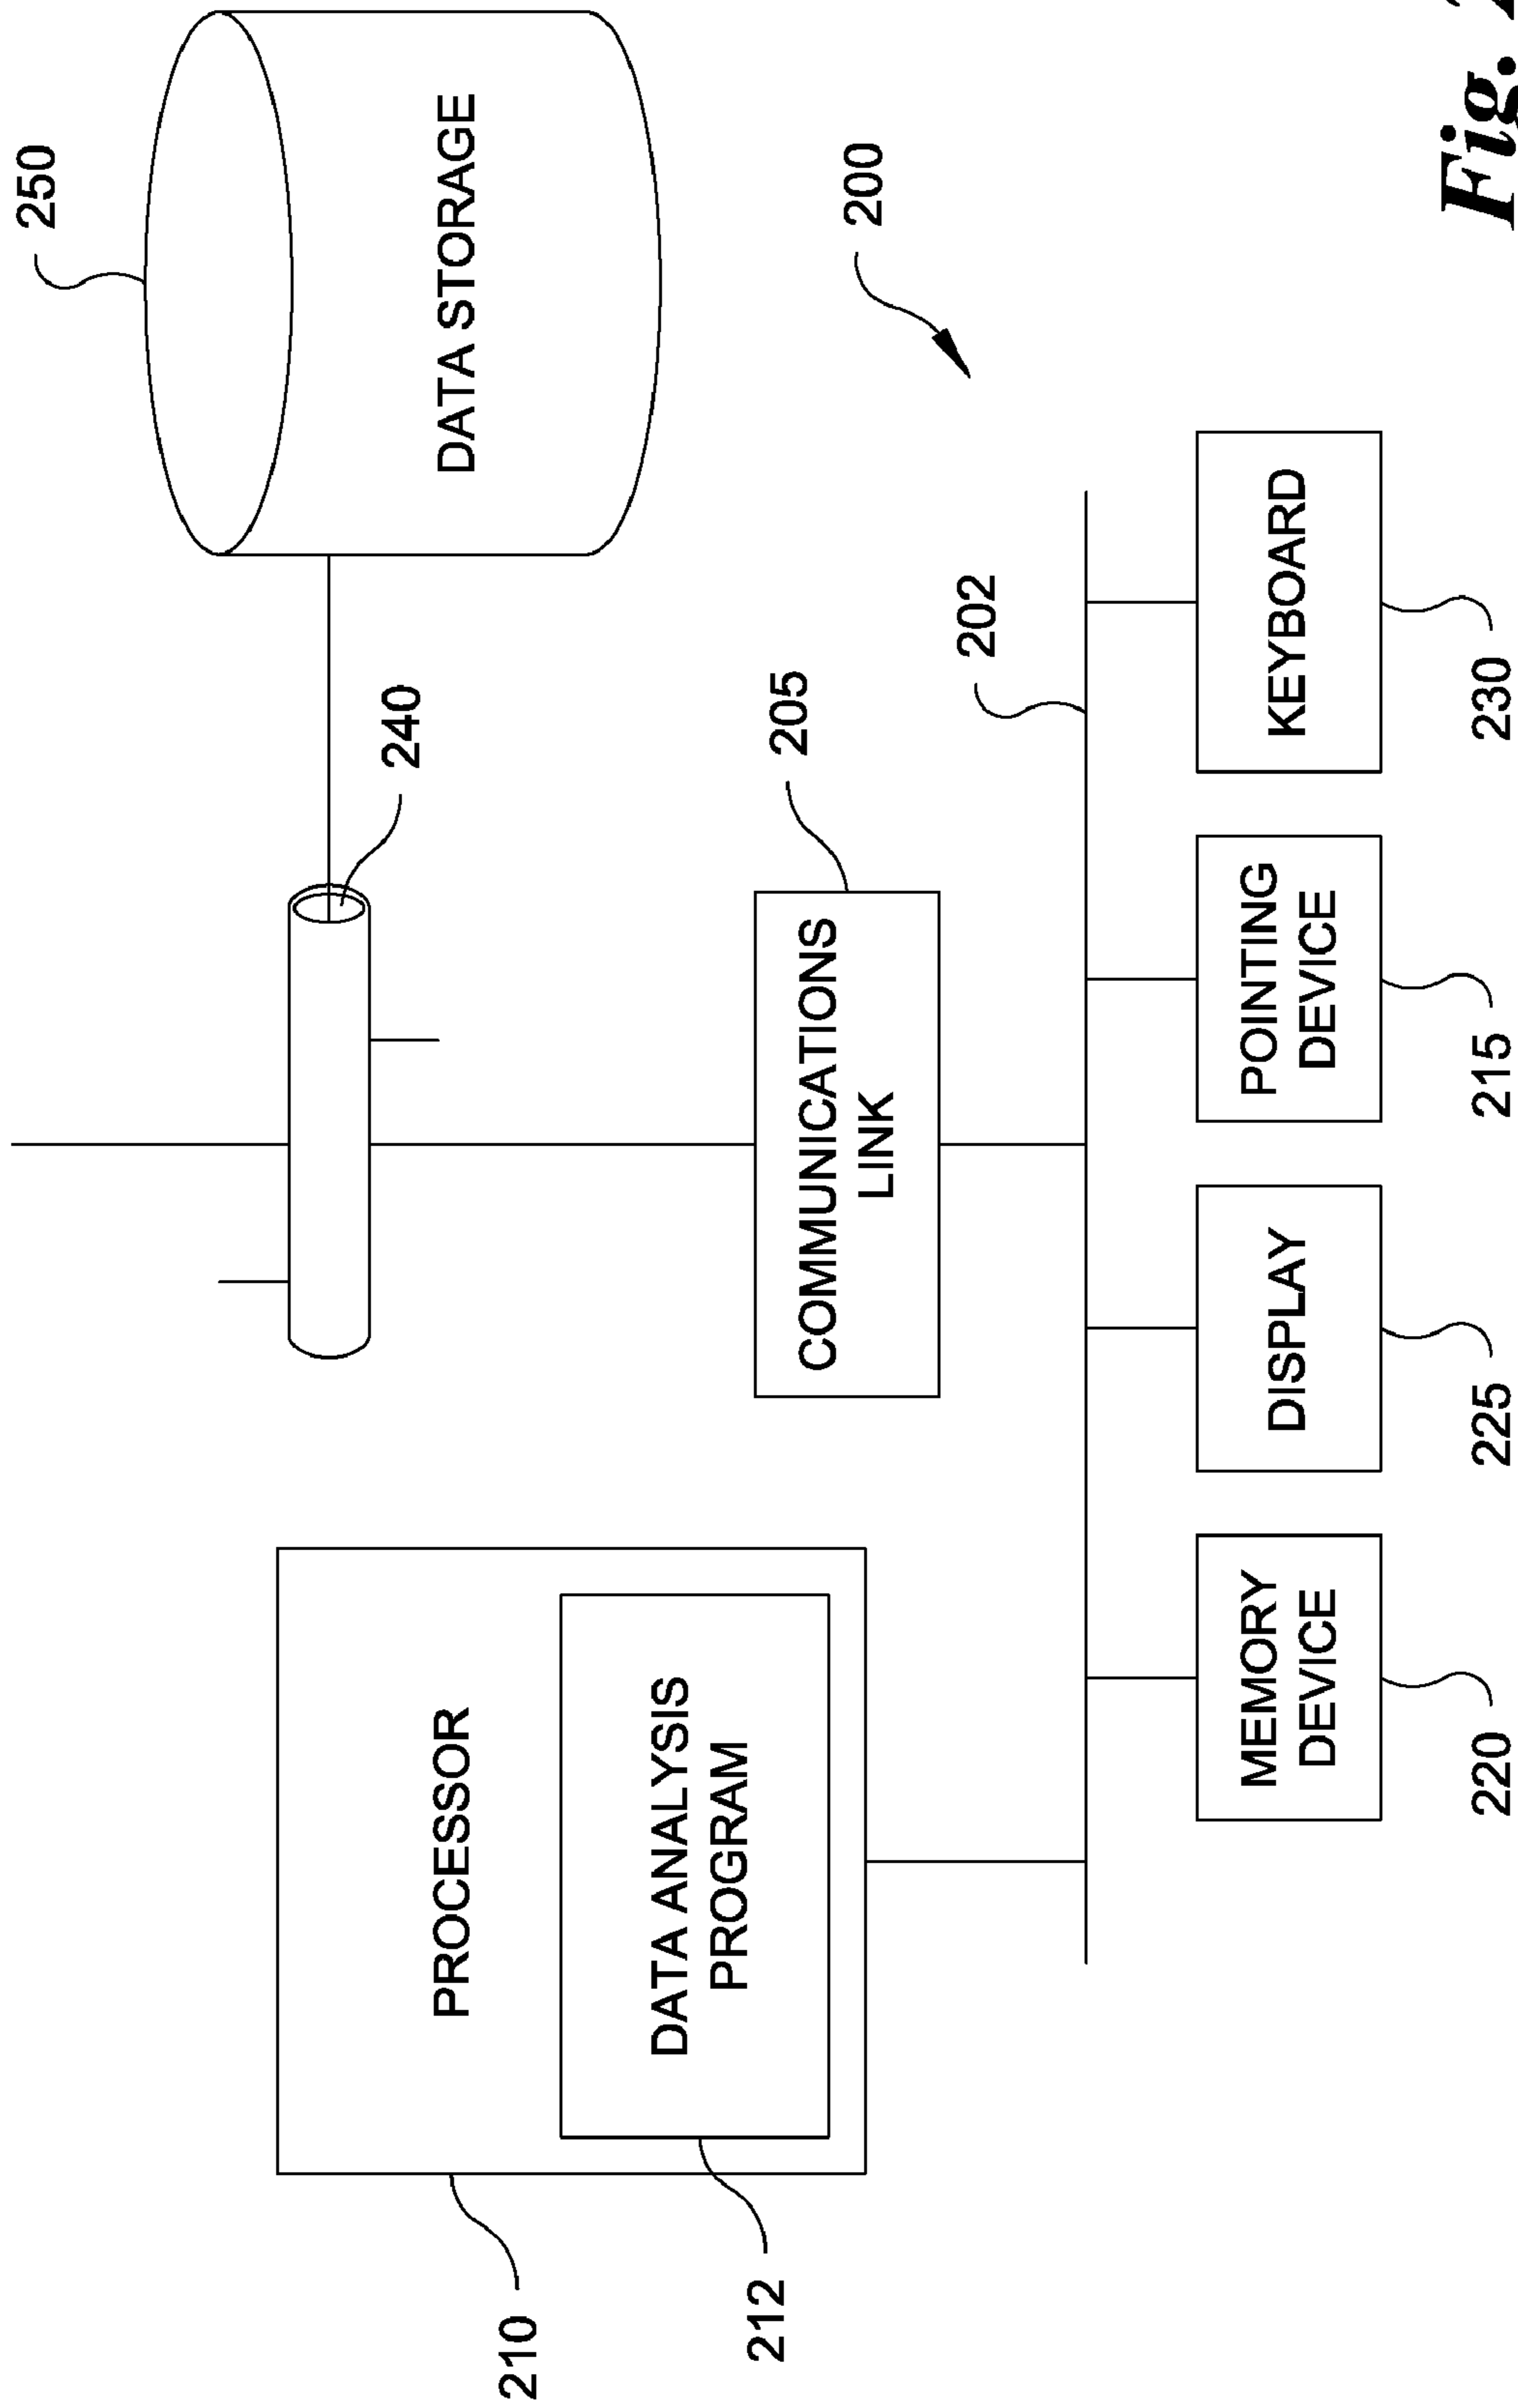 250
240
PROCESSOR
DATA STORAGE
210
DATA ANALYSIS
PROGRAM
212
205
COMMUNICATIONS
LINK
200
202
MEMORY
DEVICE
DISPLAY
POINTING
DEVICE
KEYBOARD
220
225
215
230
Fig. 2